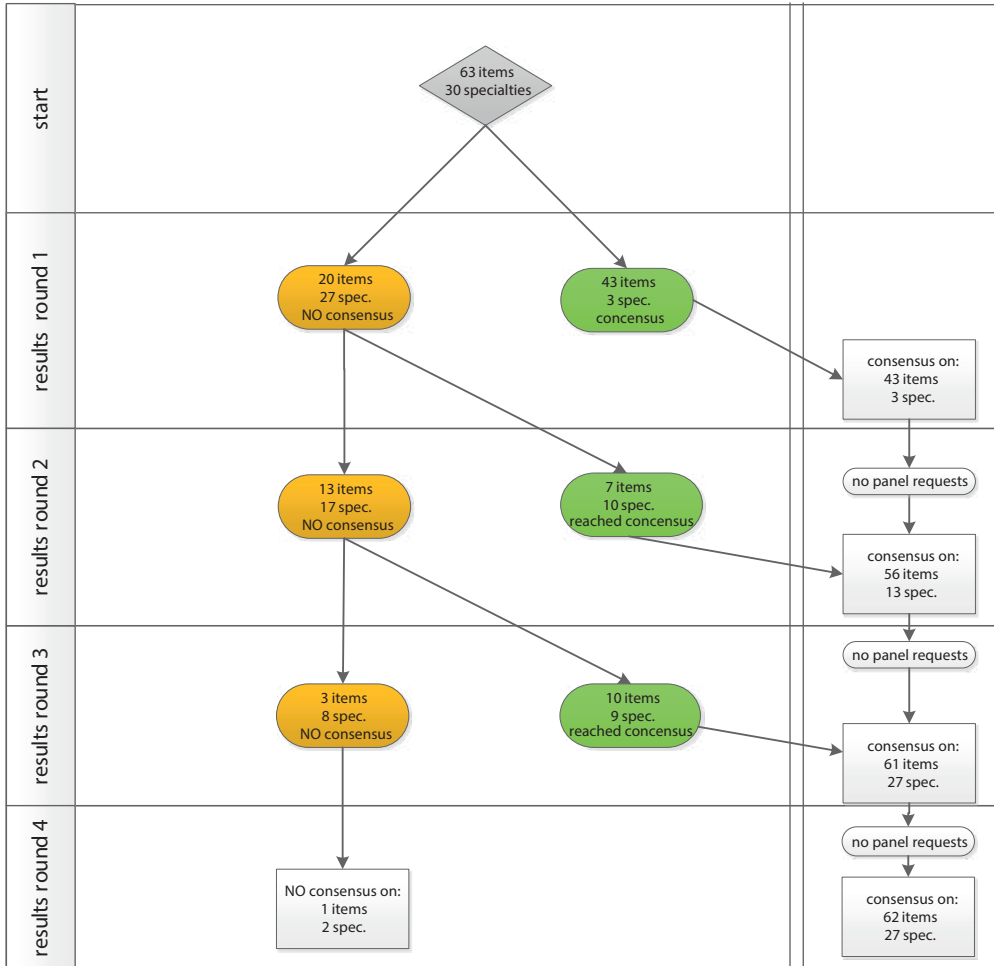 start
63 items
30 specialties
results round 1
20 items
27 spec.
NO consensus
43 items
3 spec.
concensus
consensus on:
43 items
3 spec.
results round 2
13 items
17 spec.
NO consensus
7 items
10 spec.
reached concensus
no panel requests
consensus on:
56 items
13 spec.
results round 3
3 items
8 spec.
NO consensus
10 items
9 spec.
reached concensus
no panel requests
consensus on:
61 items
27 spec.
results round 4
NO consensus on:
1 items
2 spec.
no panel requests
consensus on:
62 items
27 spec.